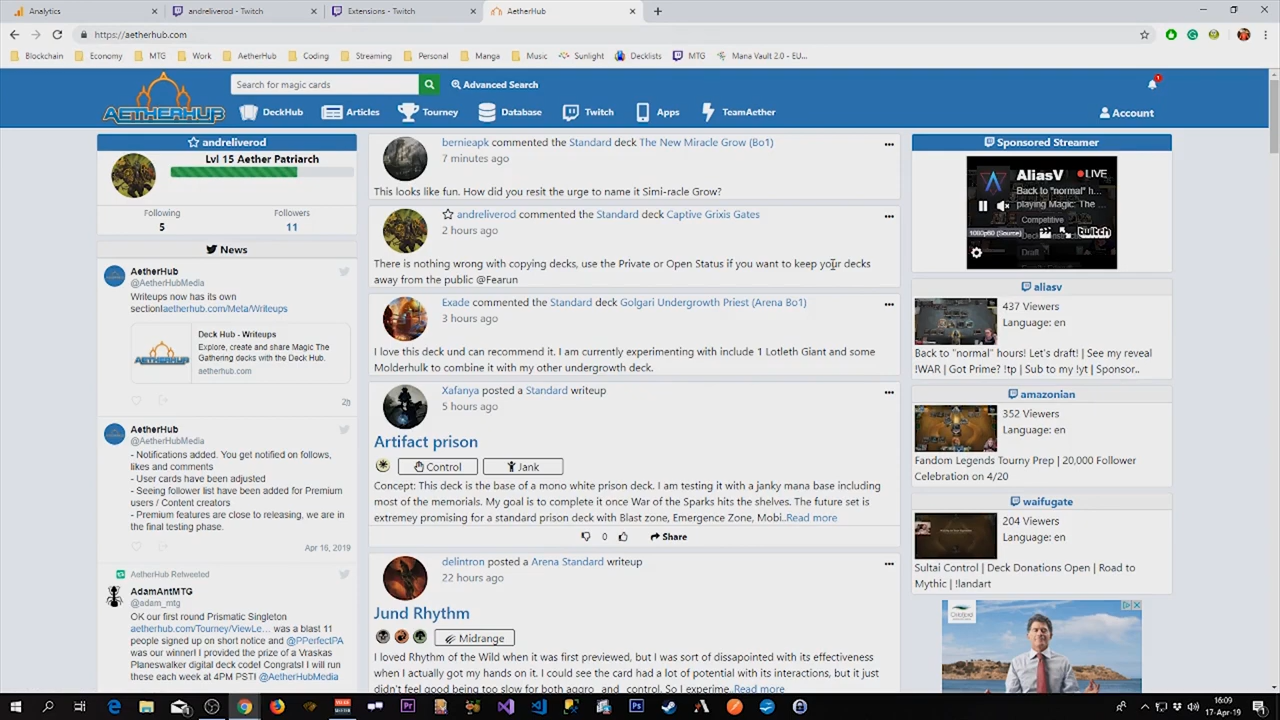 Analytics
andreliverod - Twitch
Extensions - Twitch
AetherHub
https://aetherhub.com
Blockchain
Economy
MTG
Work
AetherHub
Coding
Streaming
Personal
Manga
Music
Sunlight
Decklists
MTG
Mana Vault 2.0 - EU...
AETHERHUB
Search for magic cards
Advanced Search
DeckHub
Articles
Tourney
Database
Twitch
Apps
TeamAether
1
Account
andreliverod
Lvl 15 Aether Patriarch
Following
Followers
5
11
News
AetherHub
@AetherHubMedia
Writeups now has its own
section!aetherhub.com/Meta/Writeups
Deck Hub - Writeups
Explore, create and share Magic The
Gathering decks with the Deck Hub.
aetherhub.com
AETHERHUB
2h
AetherHub
@AetherHubMedia
- Notifications added. You get notified on follows,
likes and comments
- User cards have been adjusted
- Seeing follower list have been added for Premium
users / Content creators
- Premium features are close to releasing, we are in
the final testing phase.
Apr 16, 2019
AetherHub Retweeted
AdamAntMTG
@adam_mtg
OK our first round Prismatic Singleton
aetherhub.com/Tourney/ViewLe... was a blast 11
people signed up on short notice and @PPerfectPA
was our winner! I provided the prize of a Vraskas
Planeswalker digital deck code! Congrats! I will run
these each week at 4PM PST! @AetherHubMedia
bernieapk commented the Standard deck The New Miracle Grow (Bo1)
7 minutes ago
This looks like fun. How did you resit the urge to name it Simi-racle Grow?
andreliverod commented the Standard deck Captive Grixis Gates
2 hours ago
There is nothing wrong with copying decks, use the Private or Open Status if you want to keep your decks
away from the public @Fearun
Exade commented the Standard deck Golgari Undergrowth Priest (Arena Bo1)
3 hours ago
I love this deck und can recommend it. I am currently experimenting with include 1 Lotleth Giant and some
Molderhulk to combine it with my other undergrowth deck.
Xafanya posted a Standard writeup
5 hours ago
Artifact prison
Control
Jank
Concept: This deck is the base of a mono white prison deck. I am testing it with a janky mana base including
most of the memorials. My goal is to complete it once War of the Sparks hits the shelves. The future set is
extremey promising for a standard prison deck with Blast zone, Emergence Zone, Mobi..Read more
0
Share
delintron posted a Arena Standard writeup
22 hours ago
Jund Rhythm
Midrange
I loved Rhythm of the Wild when it was first previewed, but I was sort of dissapointed with its effectiveness
when I actually got my hands on it. I could see the card had a lot of potential with its interactions, but it just
didn't feel good being too slow for both aggro and control. So I experime..Read more
Sponsored Streamer
AliasV
LIVE
Back to "normal" h...
playing Magic: The ...
Competitive
1080p60 (Source)
twitch
Draft
aliasv
437 Viewers
Language: en
Back to "normal" hours! Let's draft! | See my reveal
!WAR | Got Prime? !tp | Sub to my !yt | Sponsor..
amazonian
352 Viewers
Language: en
Fandom Legends Tourny Prep | 20,000 Follower
Celebration on 4/20
waifugate
204 Viewers
Language: en
Sultai Control | Deck Donations Open | Road to
Mythic | !landart
16:09
17-Apr-19
1